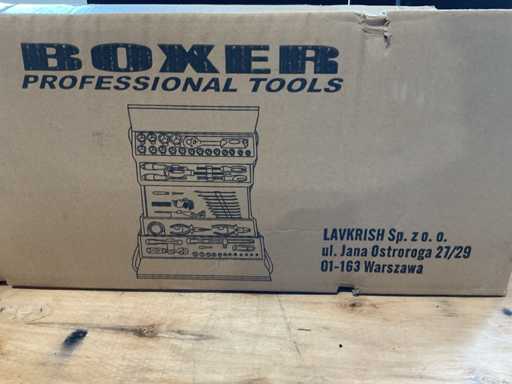 BOXER
PROFESSIONAL TOOLS
LAVKRISH Sp. z o. o.
ul. Jana Ostroroga 27/29
01-163 Warszawa